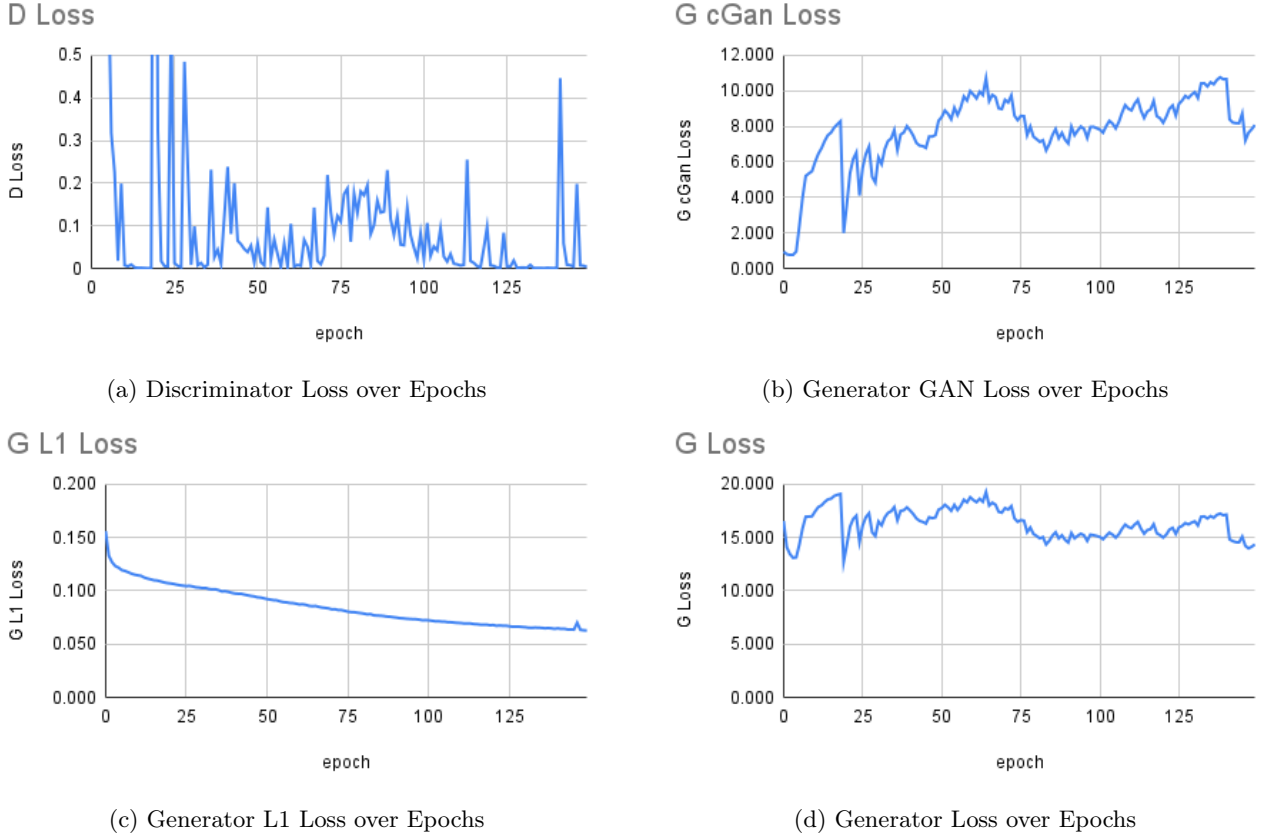 D Loss
0.5
0.4
0.3
0.2
0.1
0
D Loss
0 25 50 75 100 125
epoch
(a) Discriminator Loss over Epochs
G cGan Loss
12.000
10.000
8.000
6.000
4.000
2.000
0.000
G cGan Loss
0 25 50 75 100 125
epoch
(b) Generator GAN Loss over Epochs
G L1 Loss
0.200
0.150
0.100
0.050
0.000
G L1 Loss
0 25 50 75 100 125
epoch
(c) Generator L1 Loss over Epochs
G Loss
20.000
15.000
10.000
5.000
0.000
G Loss
0 25 50 75 100 125
epoch
(d) Generator Loss over Epochs